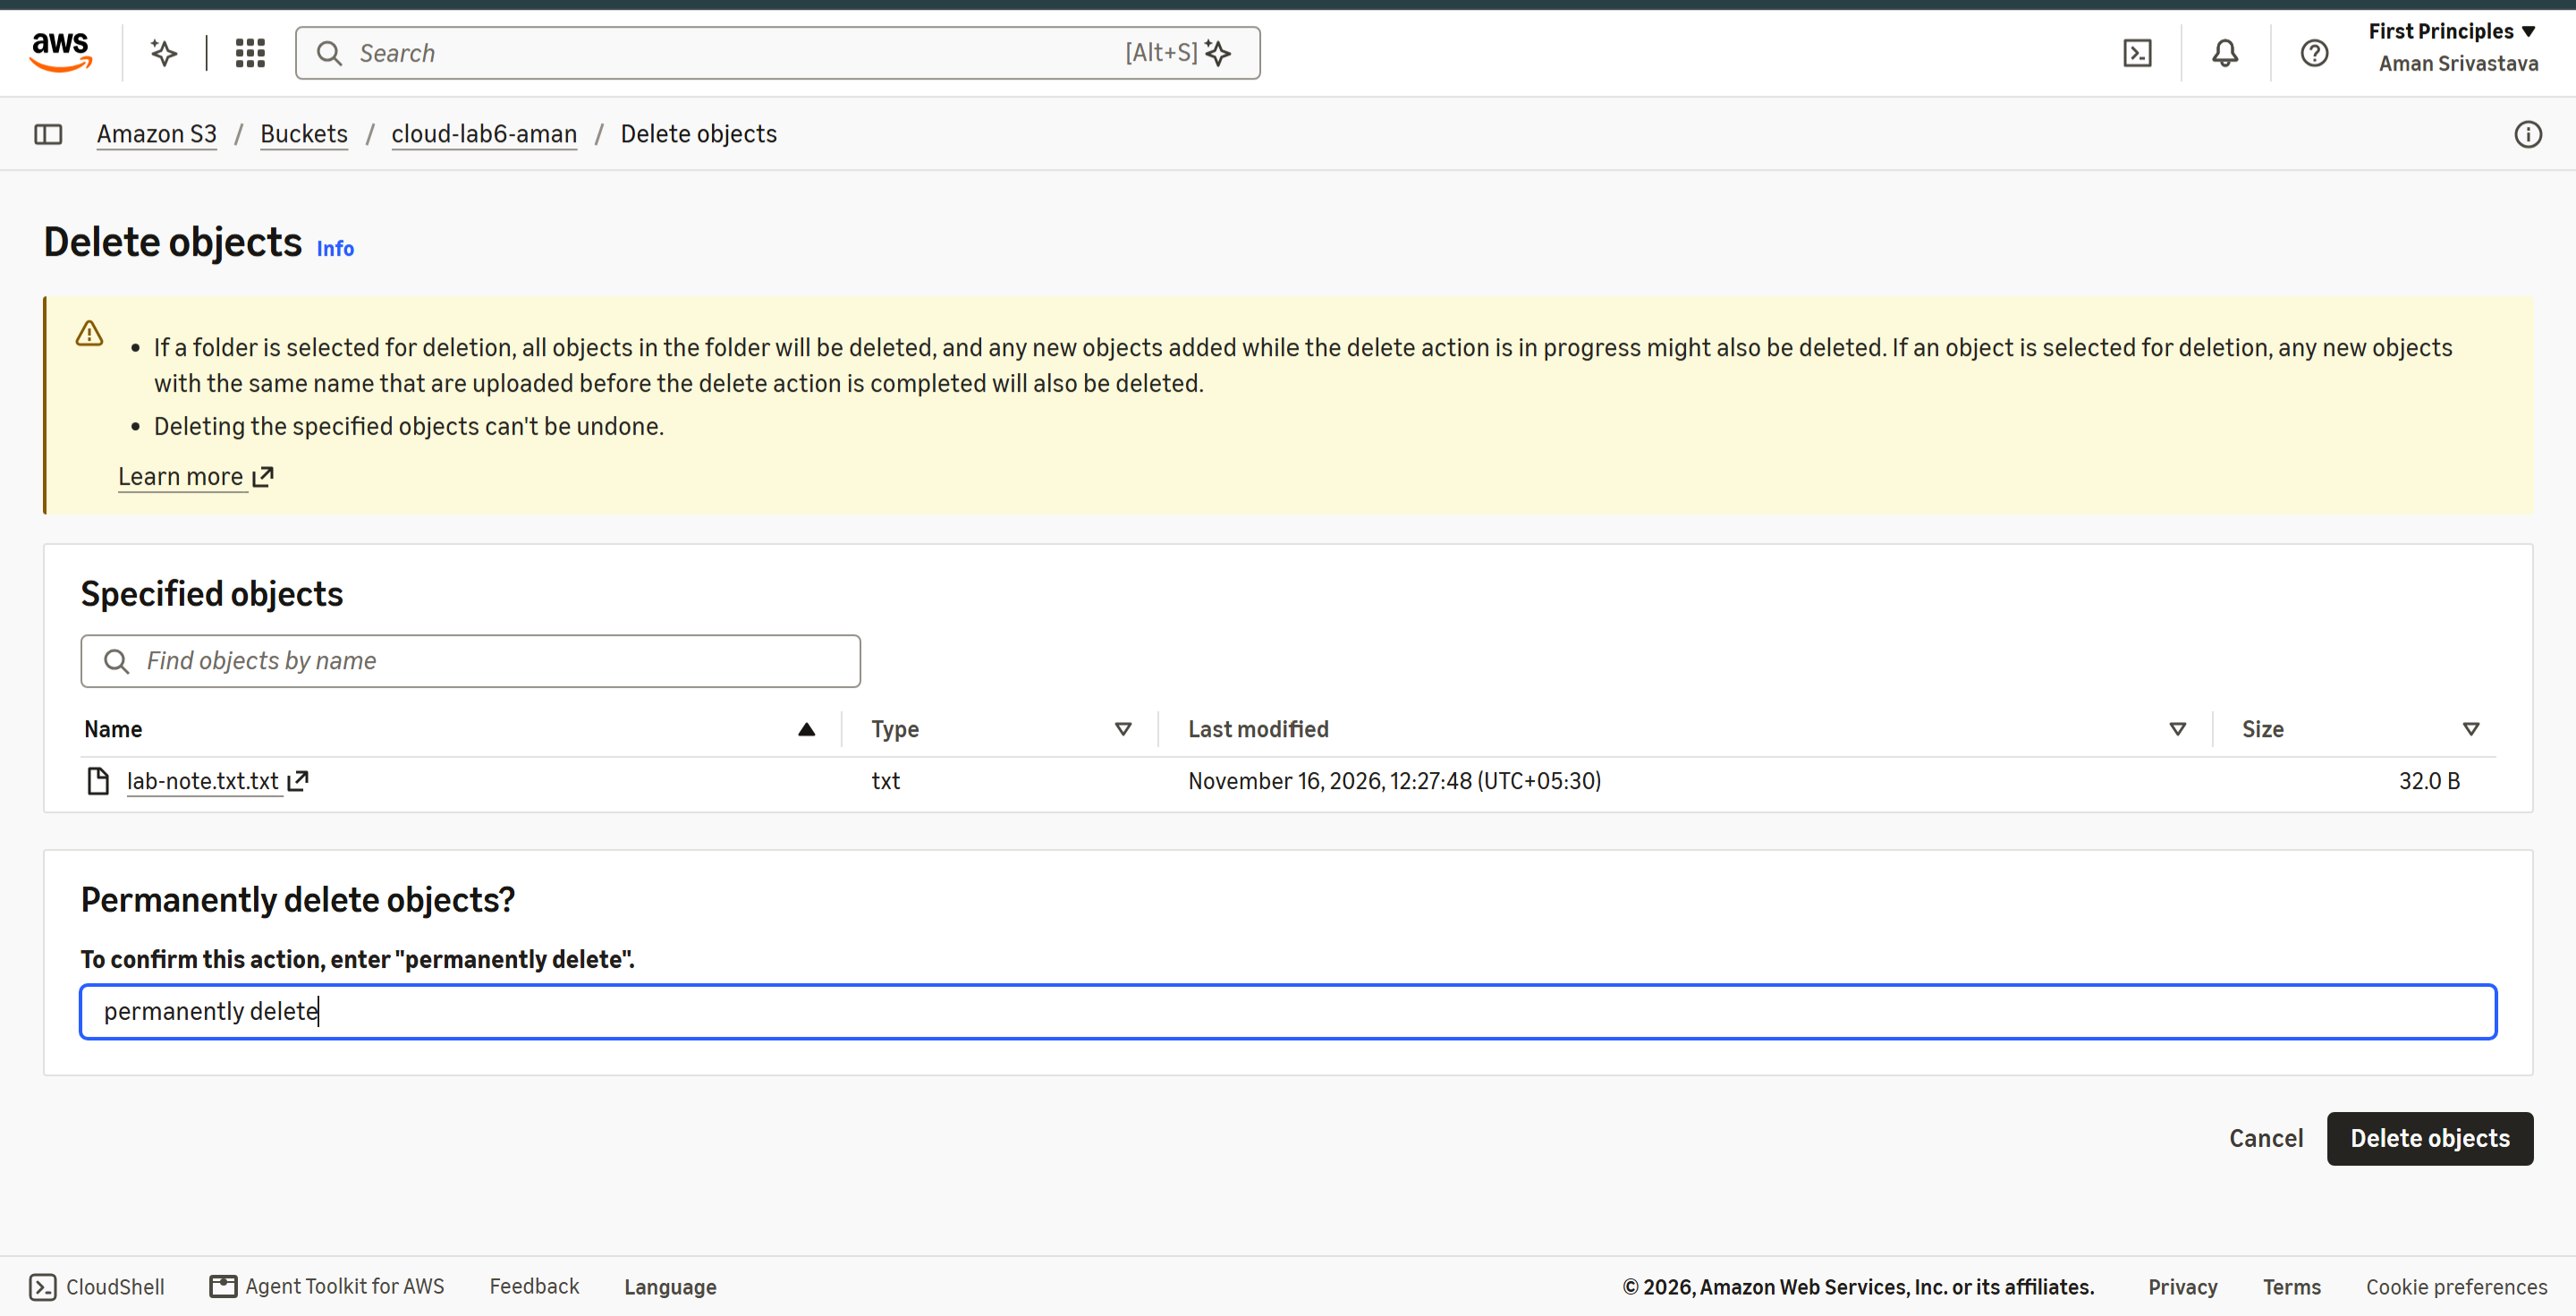 aws
Search [Alt+S]
First Principles
Aman Srivastava
Amazon S3 / Buckets / cloud-lab6-aman / Delete objects
Delete objects Info
If a folder is selected for deletion, all objects in the folder will be deleted, and any new objects added while the delete action is in progress might also be deleted. If an object is selected for deletion, any new objects
with the same name that are uploaded before the delete action is completed will also be deleted.
Deleting the specified objects can't be undone.
Learn more
Specified objects
Find objects by name
Name Type Last modified Size
lab-note.txt.txt txt November 16, 2026, 12:27:48 (UTC+05:30) 32.0 B
Permanently delete objects?
To confirm this action, enter "permanently delete".
permanently delete
Cancel Delete objects
CloudShell Agent Toolkit for AWS Feedback Language © 2026, Amazon Web Services, Inc. or its affiliates. Privacy Terms Cookie preferences